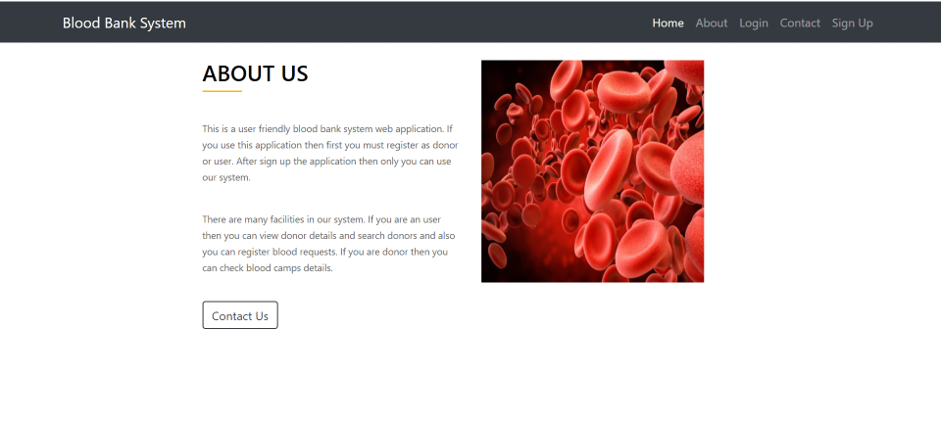 Blood Bank System
Home About Login Contact Sign Up
ABOUT US
This is a user friendly blood bank system web application. If
you use this application then first you must register as donor
or user. After sign up the application then only you can use
our system.
There are many facilities in our system. If you are an user
then you can view donor details and search donors and also
you can register blood requests. If you are donor then you
can check blood camps details.
Contact Us